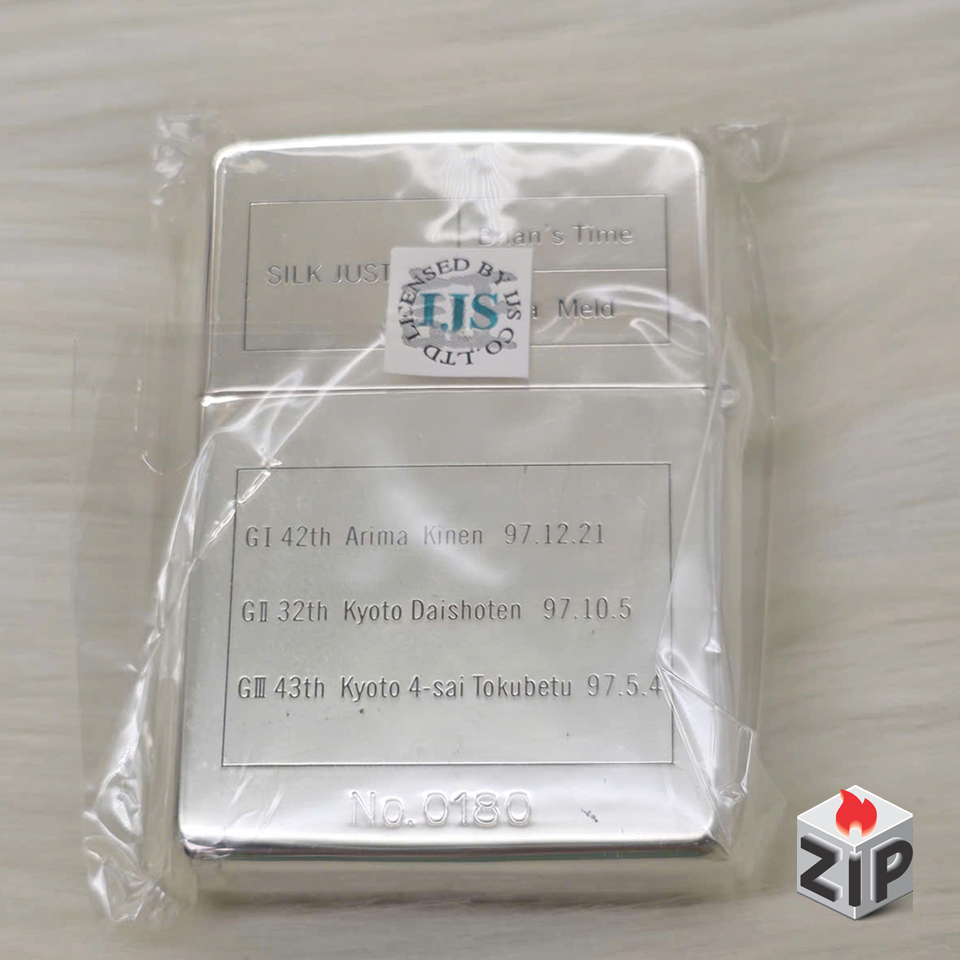 Brian's Time
SILK JUST
Meld
LICENSED BY IJS CO.,LTD
IJS
GⅠ 42th Arima Kinen 97.12.21
GⅡ 32th Kyoto Daishoten 97.10.5
GⅢ 43th Kyoto 4-sai Tokubetu 97.5.4
No.0180
ZiP